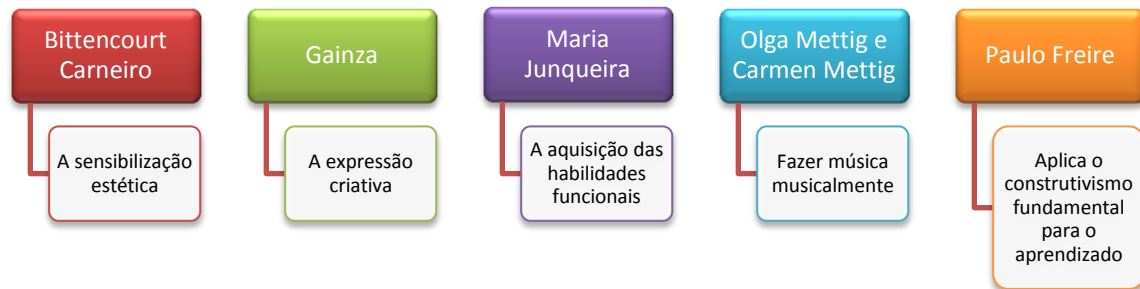 Bittencourt
Carneiro
A sensibilização
estética
Gainza
A expressão
criativa
Maria
Junqueira
A aquisição das
habilidades
funcionais
Olga Mettig e
Carmen Mettig
Fazer música
musicalmente
Paulo Freire
Aplica o
construtivismo
fundamental
para o
aprendizado